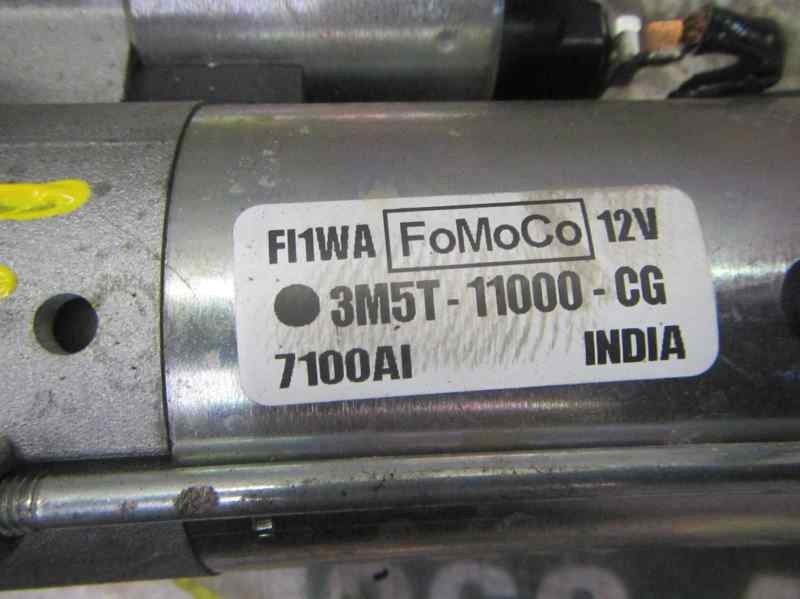 FI1WA FoMoCo 12V
3M5T-11000-CG
7100AI INDIA